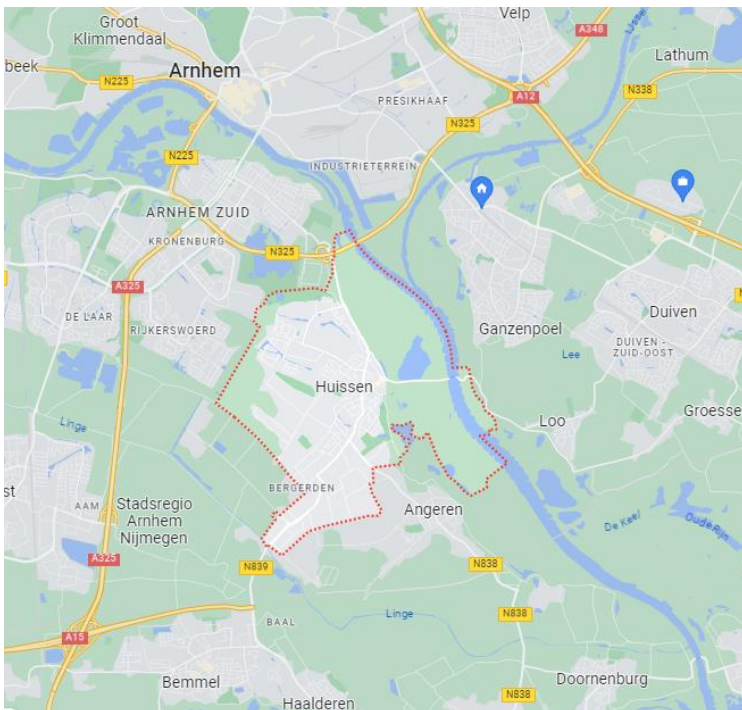 Groot
Klimmendaal
Velp
A348
IJsse
Lathum
beek
N225
Arnhem
A12
N338
PRESIKHAAF
N325
N225
INDUSTRIETERREIN
ARNHEM ZUID
KRONENBURG
N325
A325
DE LAAR
RIJKERSWOERD
Duiven
Ganzenpoel
DUIVEN -
ZUID-OOST
Lee
Huissen
Linge
Loo
Groesse
BERGERDEN
st
AAM
Stadsregio
Arnhem
Nijmegen
Angeren
De Keel
Oude Rijn
A325
N839
N838
Linge
N838
BAAL
A15
Bemmel
Doornenburg
N838
Haalderen